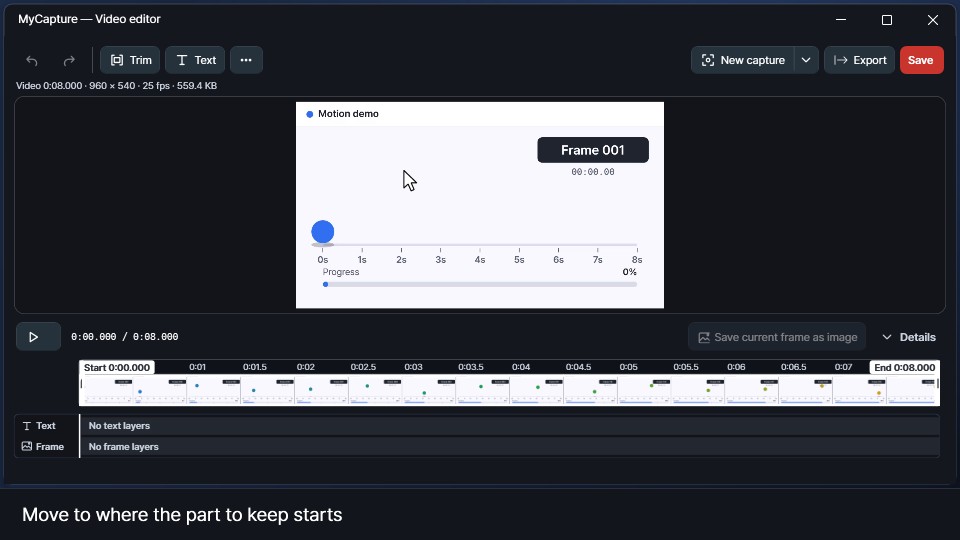 MyCapture — Video editor
Trim
Text
New capture
Export
Save
Video 0:08.000 · 960 × 540 · 25 fps · 559.4 KB
Motion demo
Frame 001
00:00.00
0s 1s 2s 3s 4s 5s 6s 7s 8s
Progress 0%
0:00.000 / 0:08.000
Save current frame as image
Details
Start 0:00.000 0:01 0:01.5 0:02 0:02.5 0:03 0:03.5 0:04 0:04.5 0:05 0:05.5 0:06 0:06.5 0:07 End 0:08.000
Text No text layers
Frame No frame layers
Move to where the part to keep starts